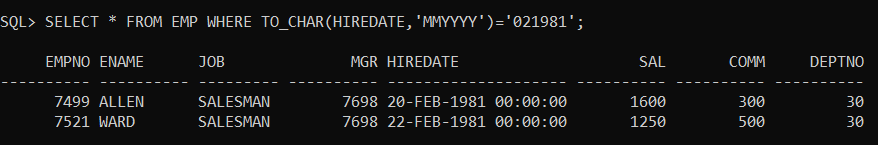 SQL> SELECT * FROM EMP WHERE TO_CHAR(HIREDATE,'MMYYYY')='021981';
EMPNO ENAME JOB MGR HIREDATE SAL COMM DEPTNO
---------- ---------- --------- ---------- -------------------- ---------- ---------- ----------
7499 ALLEN SALESMAN 7698 20-FEB-1981 00:00:00 1600 300 30
7521 WARD SALESMAN 7698 22-FEB-1981 00:00:00 1250 500 30